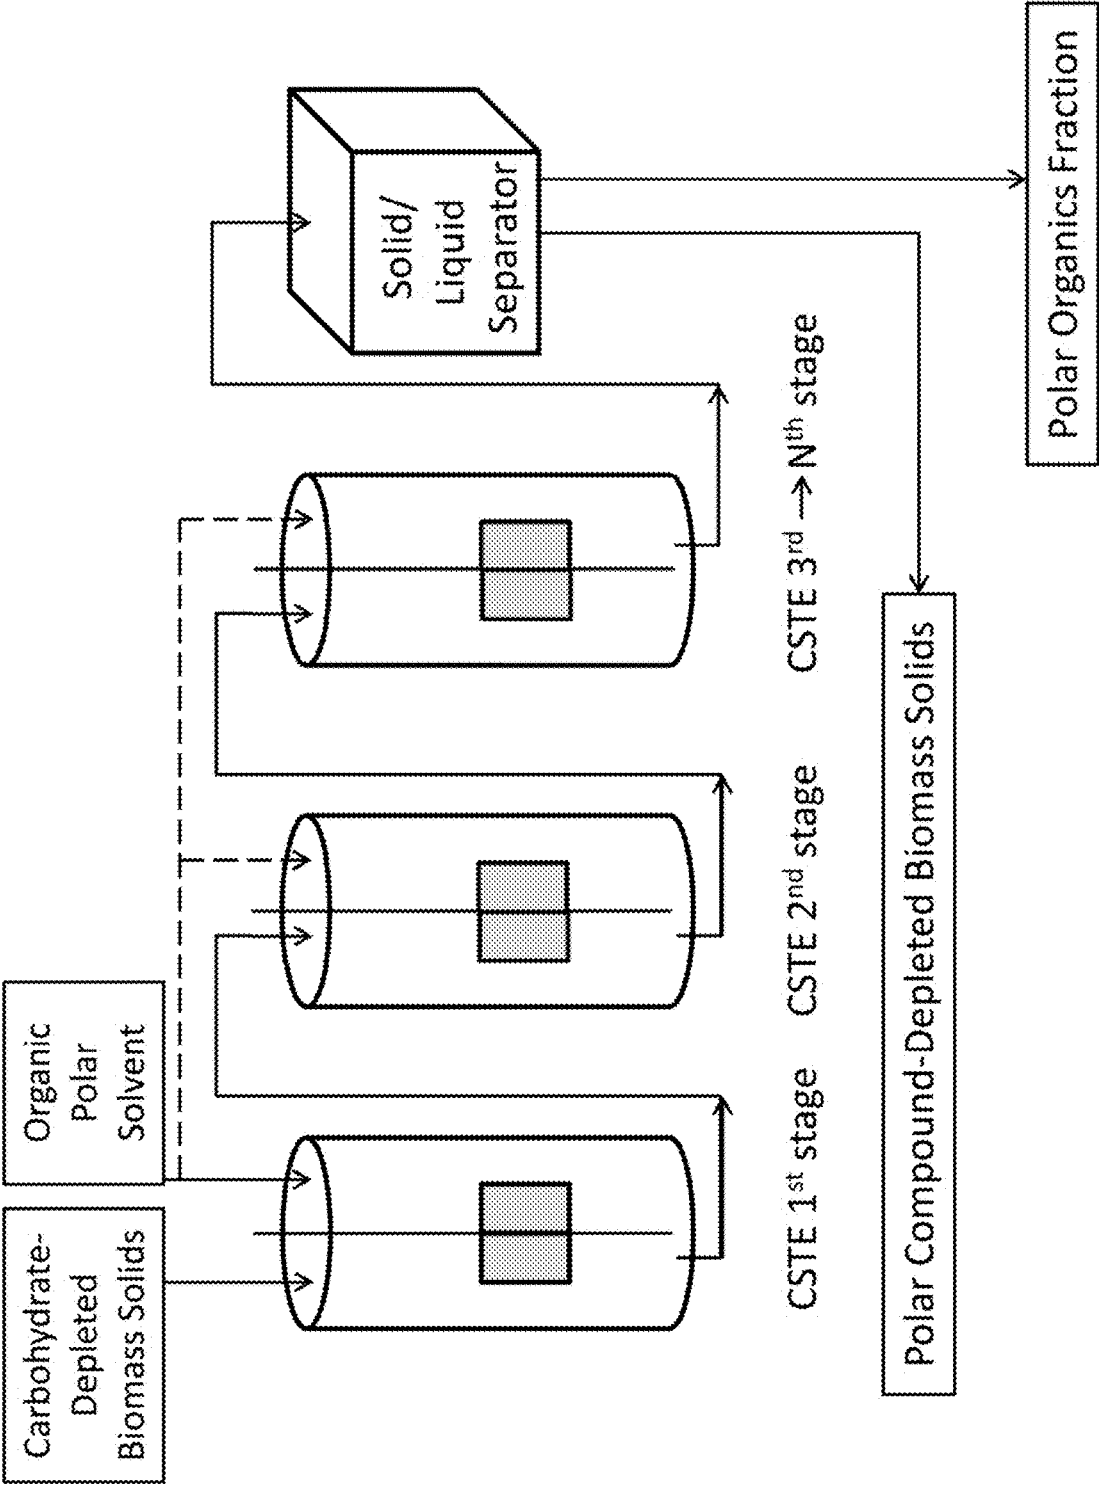 Carbohydrate-
Depleted
Biomass Solids
Organic
Polar
Solvent
Solid/
Liquid
Separator
CSTE 1st stage
CSTE 2nd stage
CSTE 3rd → Nth stage
Polar Compound-Depleted Biomass Solids
Polar Organics Fraction